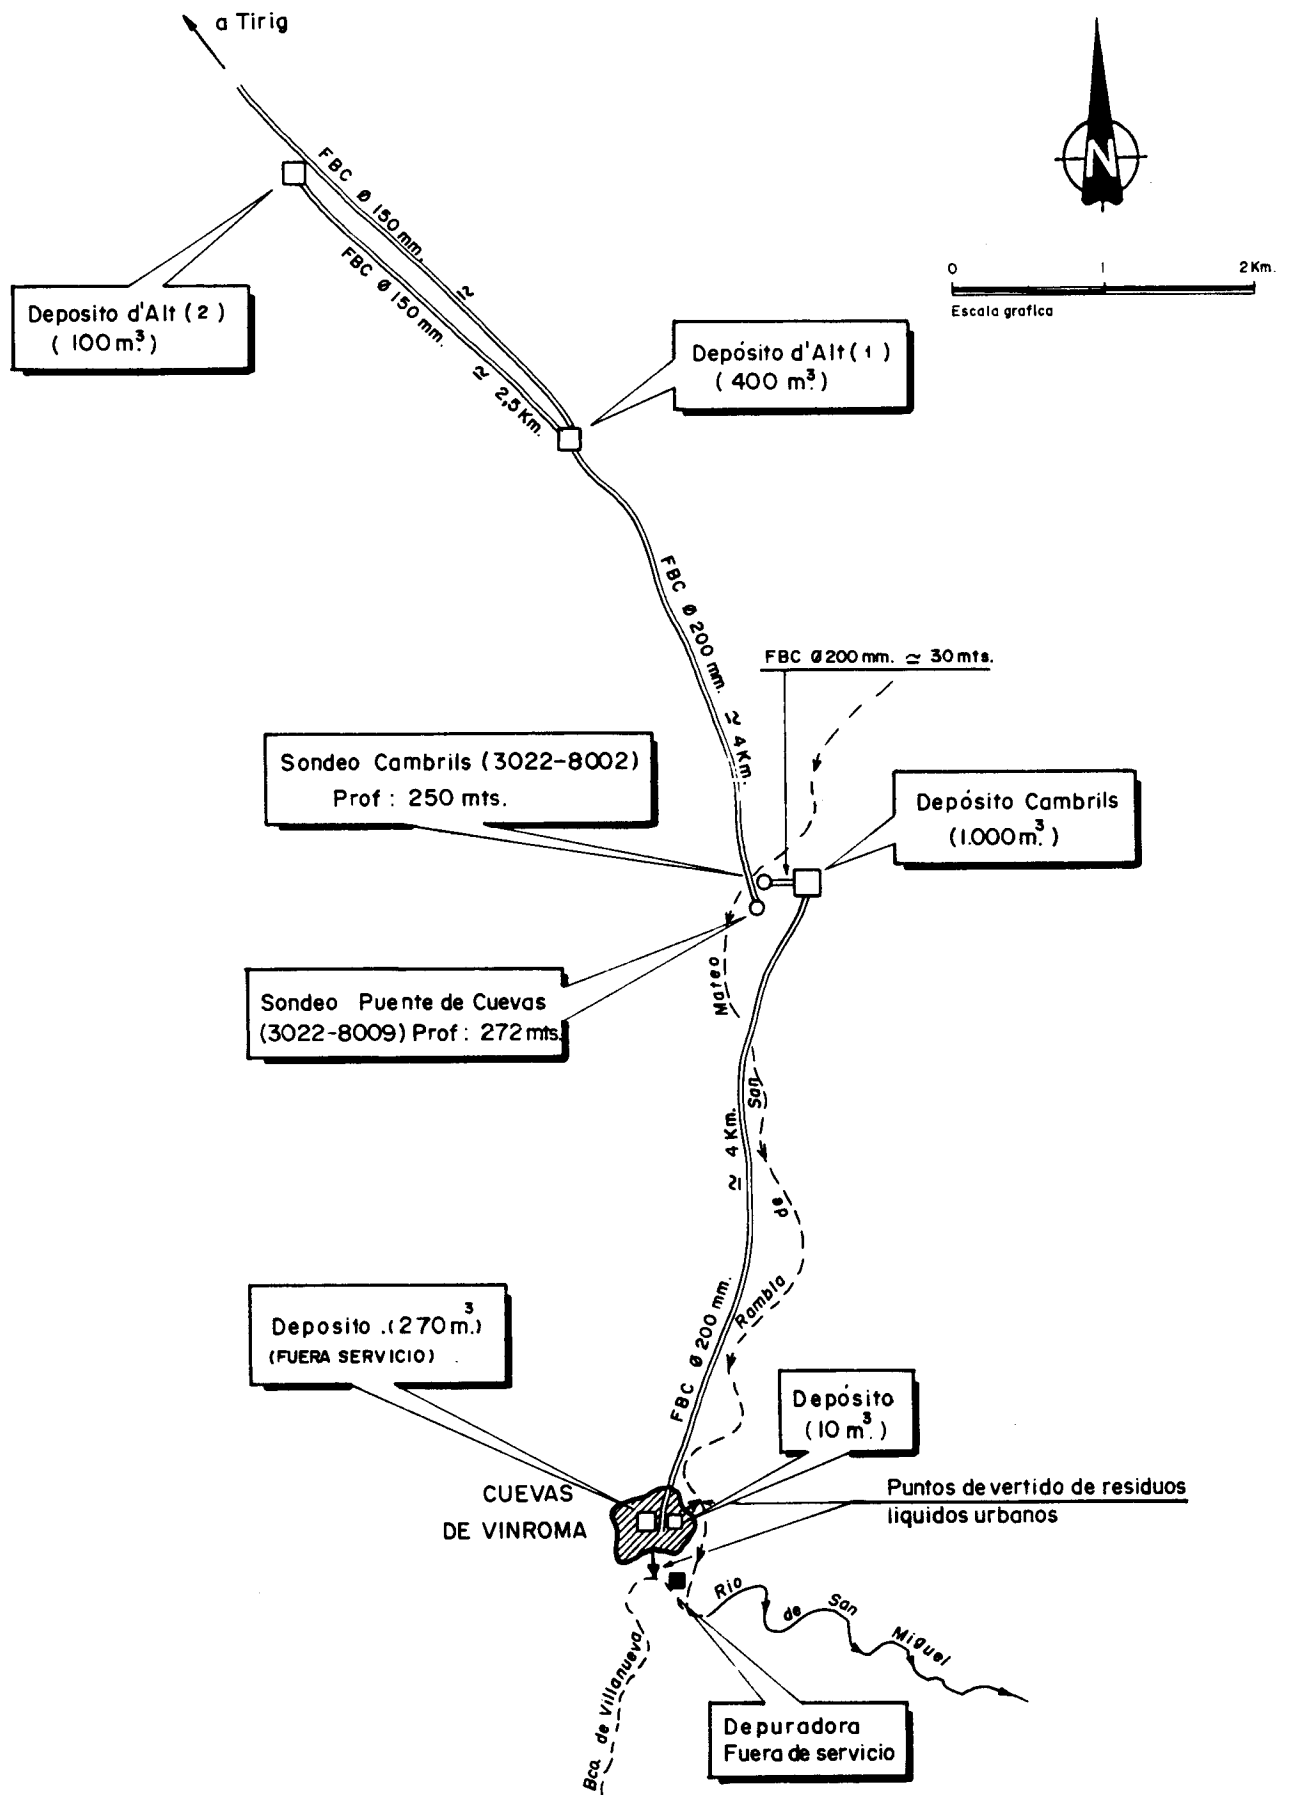 a Tirig
N
0 1 2 Km.
Escala grafica
FBC Ø 150 mm. ≃
FBC Ø 150 mm. ≃ 2,5 Km.
Deposito d'Alt (2)
(100 m³.)
Depósito d'Alt (1)
(400 m³.)
FBC Ø 200 mm. ≃ 4 Km.
FBC Ø 200 mm. ≃ 30 mts.
Sondeo Cambrils (3022-8002)
Prof : 250 mts.
Depósito Cambrils
(1.000 m³.)
Sondeo Puente de Cuevas
(3022-8009) Prof : 272 mts.
Rambla de San Mateo
FBC Ø 200 mm. ≃ 4 Km.
Deposito .(270 m³.)
(FUERA SERVICIO)
Depósito
(10 m³.)
CUEVAS
DE VINROMA
Puntos de vertido de residuos
liquidos urbanos
Rio de San Miguel
Bco. de Villanueva
Depuradora
Fuera de servicio